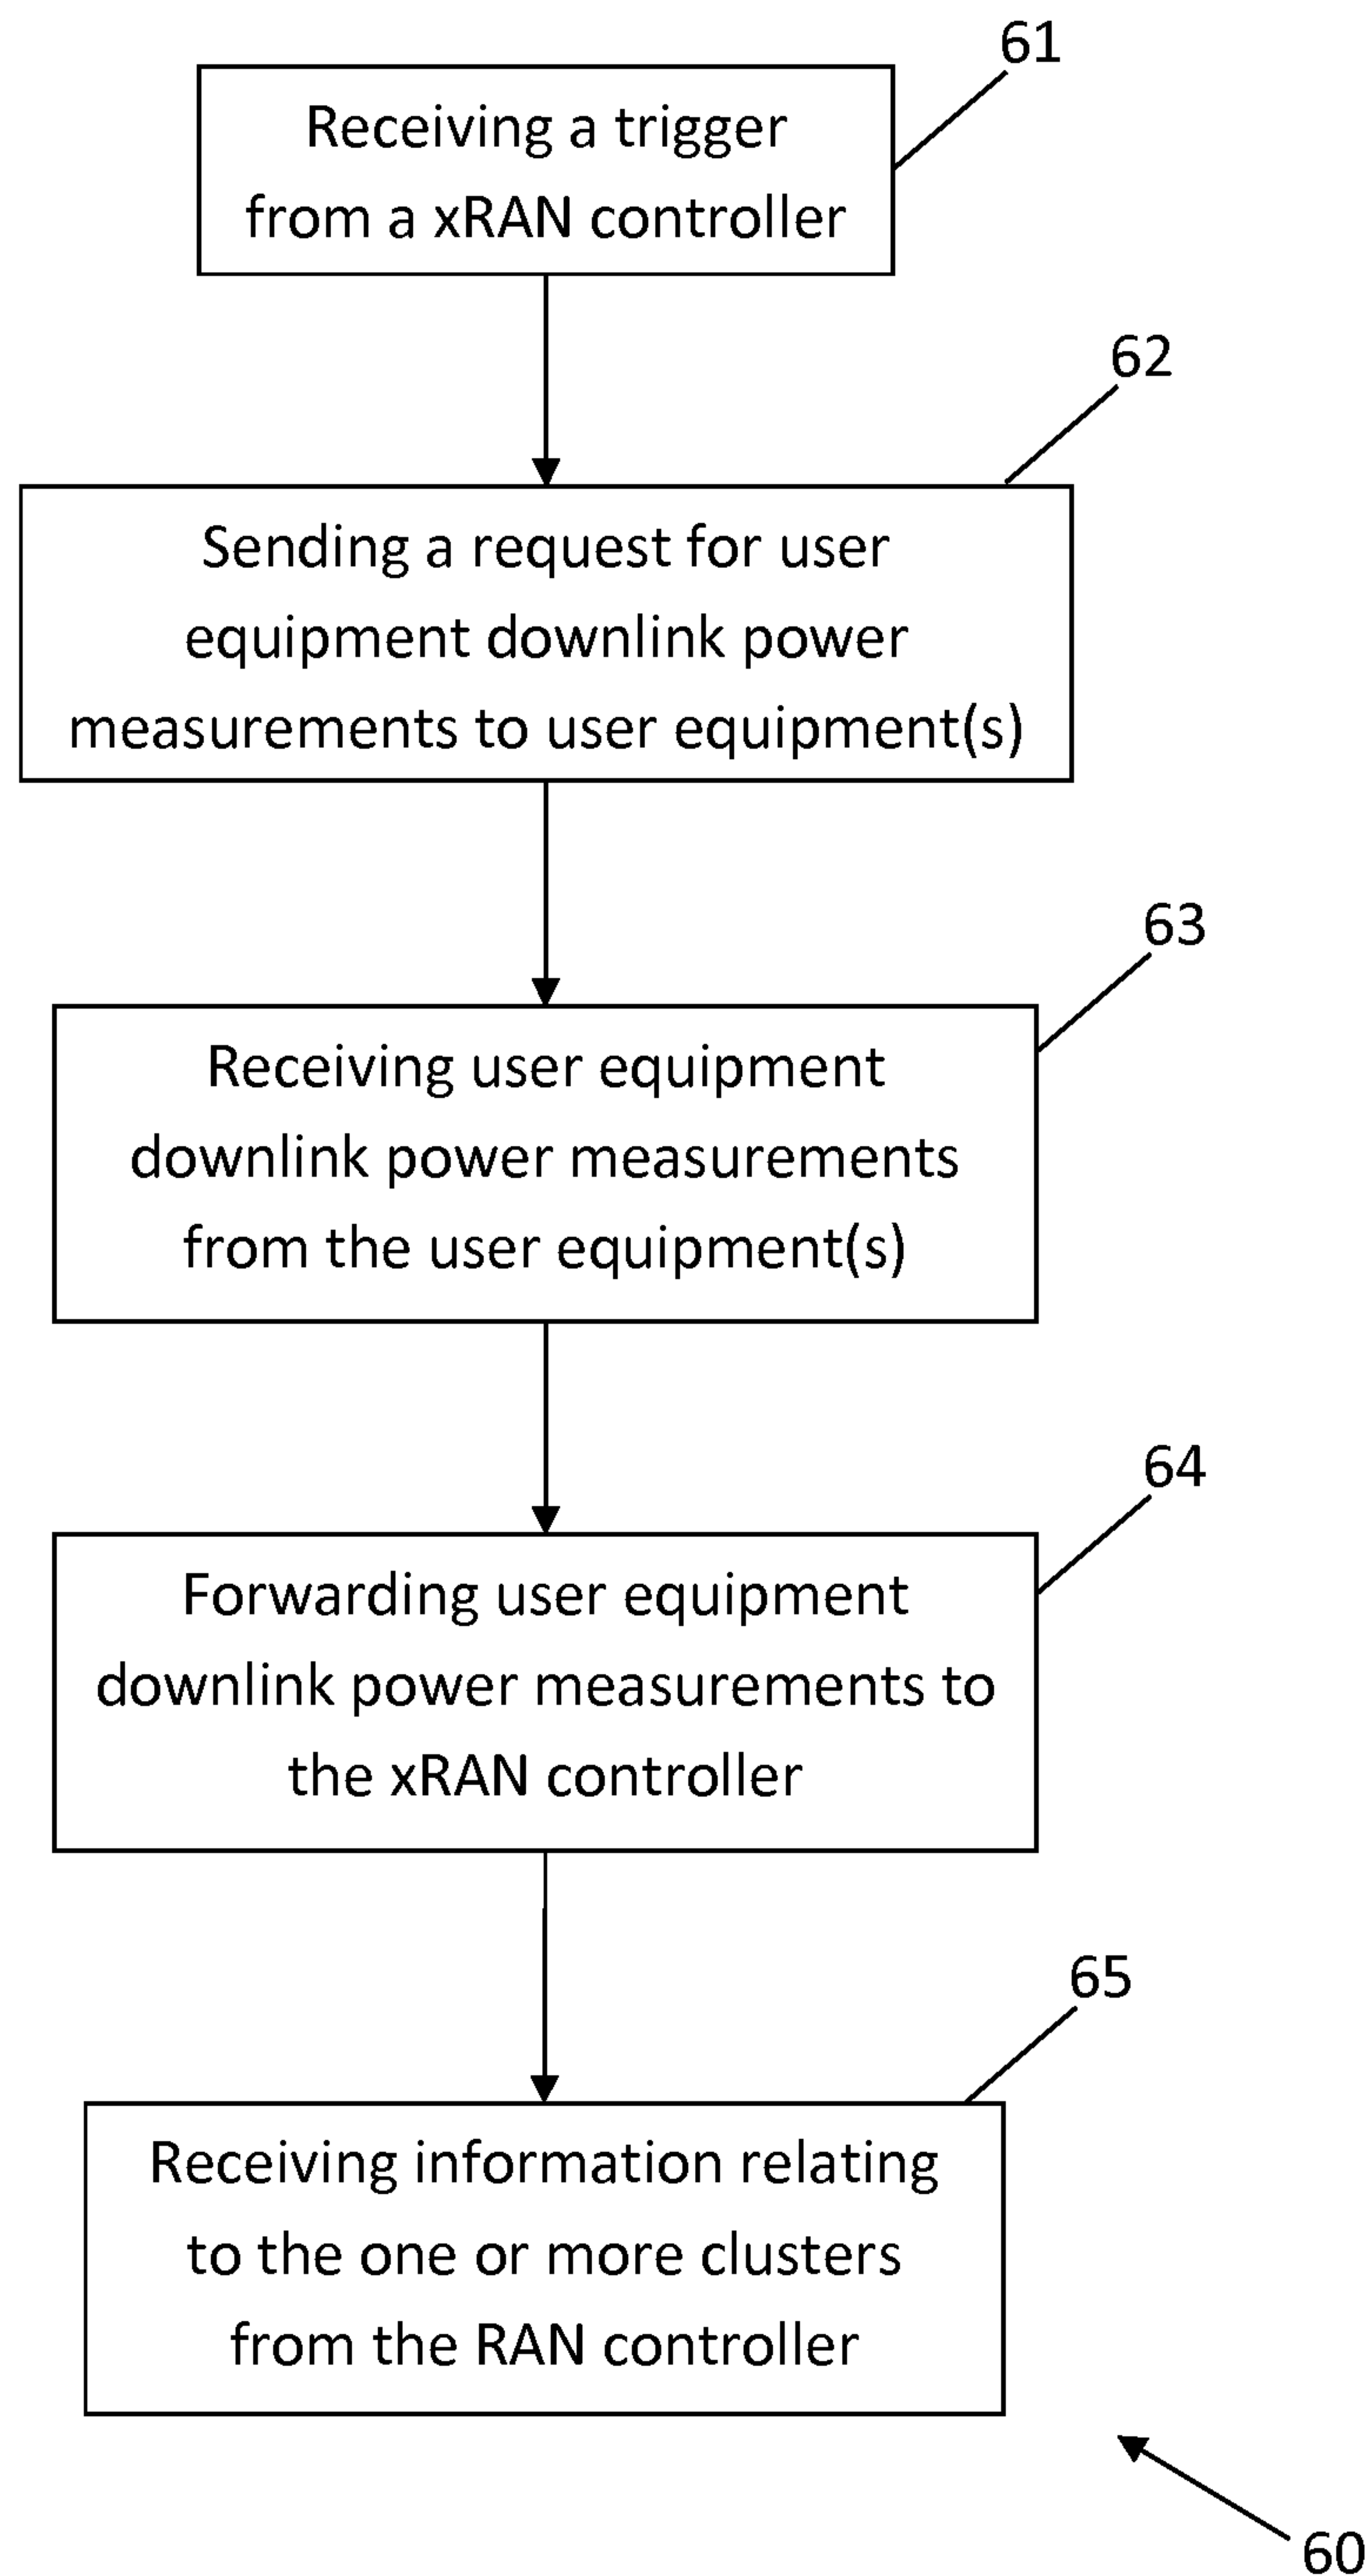 61
Receiving a trigger
from a xRAN controller
62
Sending a request for user
equipment downlink power
measurements to user equipment(s)
63
Receiving user equipment
downlink power measurements
from the user equipment(s)
64
Forwarding user equipment
downlink power measurements to
the xRAN controller
65
Receiving information relating
to the one or more clusters
from the RAN controller
60